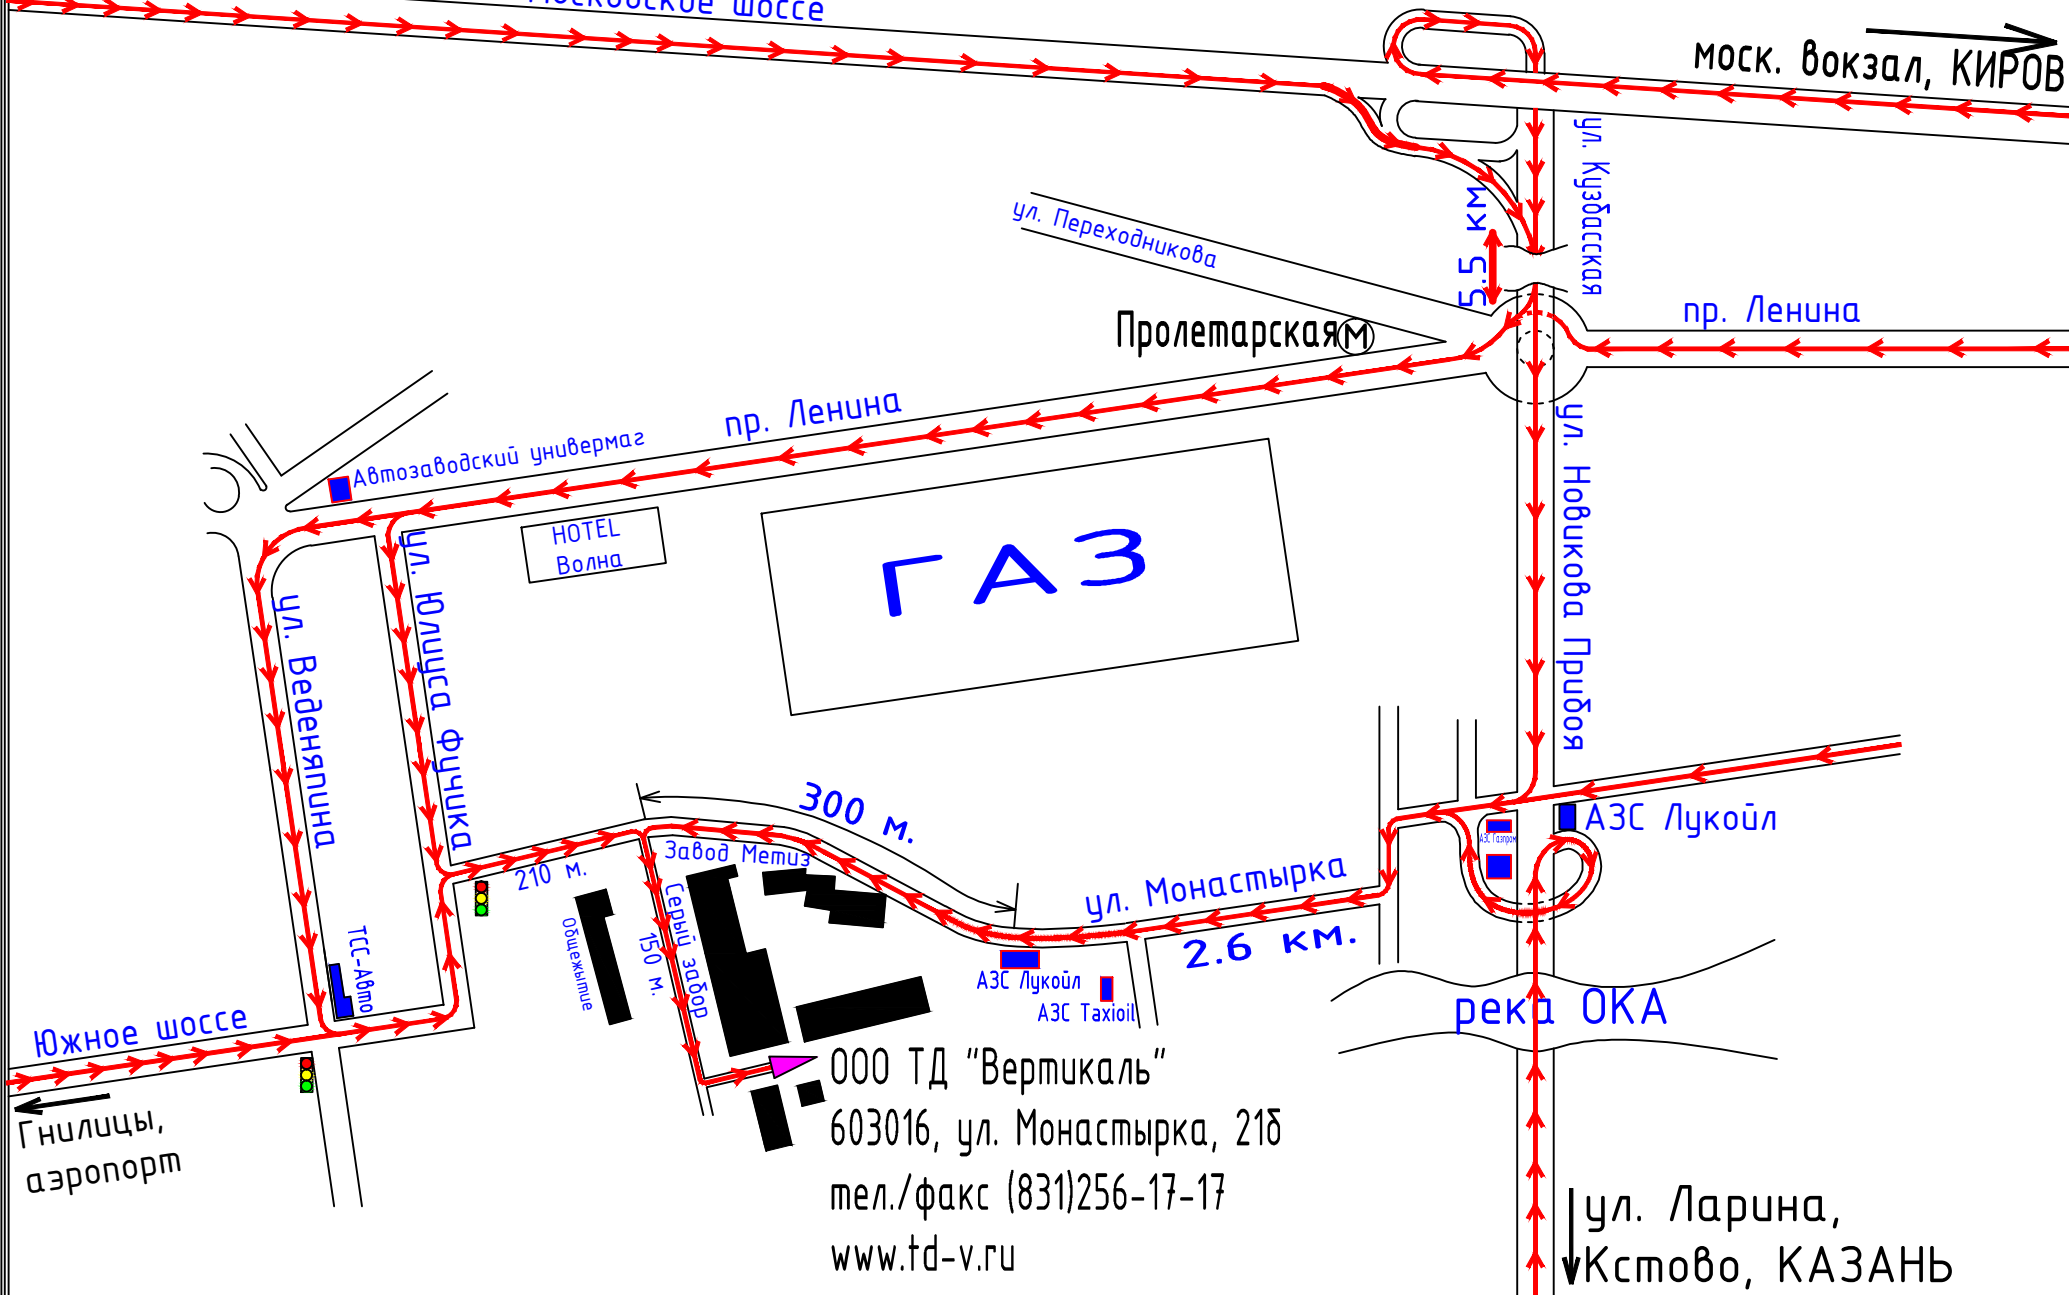 Московское шоссе
моск. вокзал, КИРОВ
ул. Кузбасская
5.5 км
ул. Переходникова
пр. Ленина
Пролетарская М
пр. Ленина
Автозаводский универмаг
HOTEL
Волна
ГАЗ
ул. Новикова Прибоя
ул. Юлиуса Фучика
ул. Веденяпина
300 м.
АЗС Лукойл
АЗС Газпром
Завод Метиз
210 м.
ул. Монастырка
2.6 км.
Серый забор
150 м.
Общежытие
ТСС-Авто
АЗС Лукойл
АЗС Taxioil
река ОКА
Южное шоссе
Гнилицы,
аэропорт
ООО ТД "Вертикаль"
603016, ул. Монастырка, 21б
тел./факс (831)256-17-17
www.td-v.ru
ул. Ларина,
Кстово, КАЗАНЬ